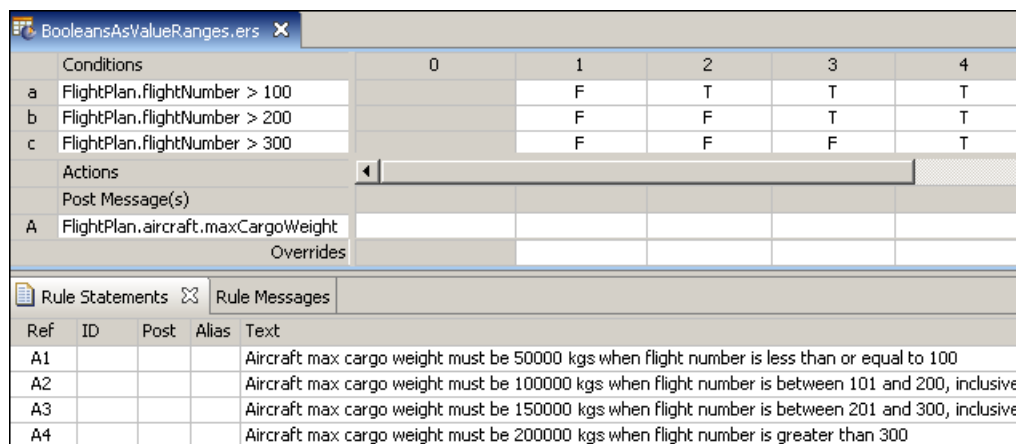 BooleansAsValueRanges.ers
Conditions 0 1 2 3 4
a FlightPlan.flightNumber > 100 F T T T
b FlightPlan.flightNumber > 200 F F T T
c FlightPlan.flightNumber > 300 F F F T
Actions
Post Message(s)
A FlightPlan.aircraft.maxCargoWeight
Overrides
Rule Statements Rule Messages
Ref ID Post Alias Text
A1 Aircraft max cargo weight must be 50000 kgs when flight number is less than or equal to 100
A2 Aircraft max cargo weight must be 100000 kgs when flight number is between 101 and 200, inclusive
A3 Aircraft max cargo weight must be 150000 kgs when flight number is between 201 and 300, inclusive
A4 Aircraft max cargo weight must be 200000 kgs when flight number is greater than 300